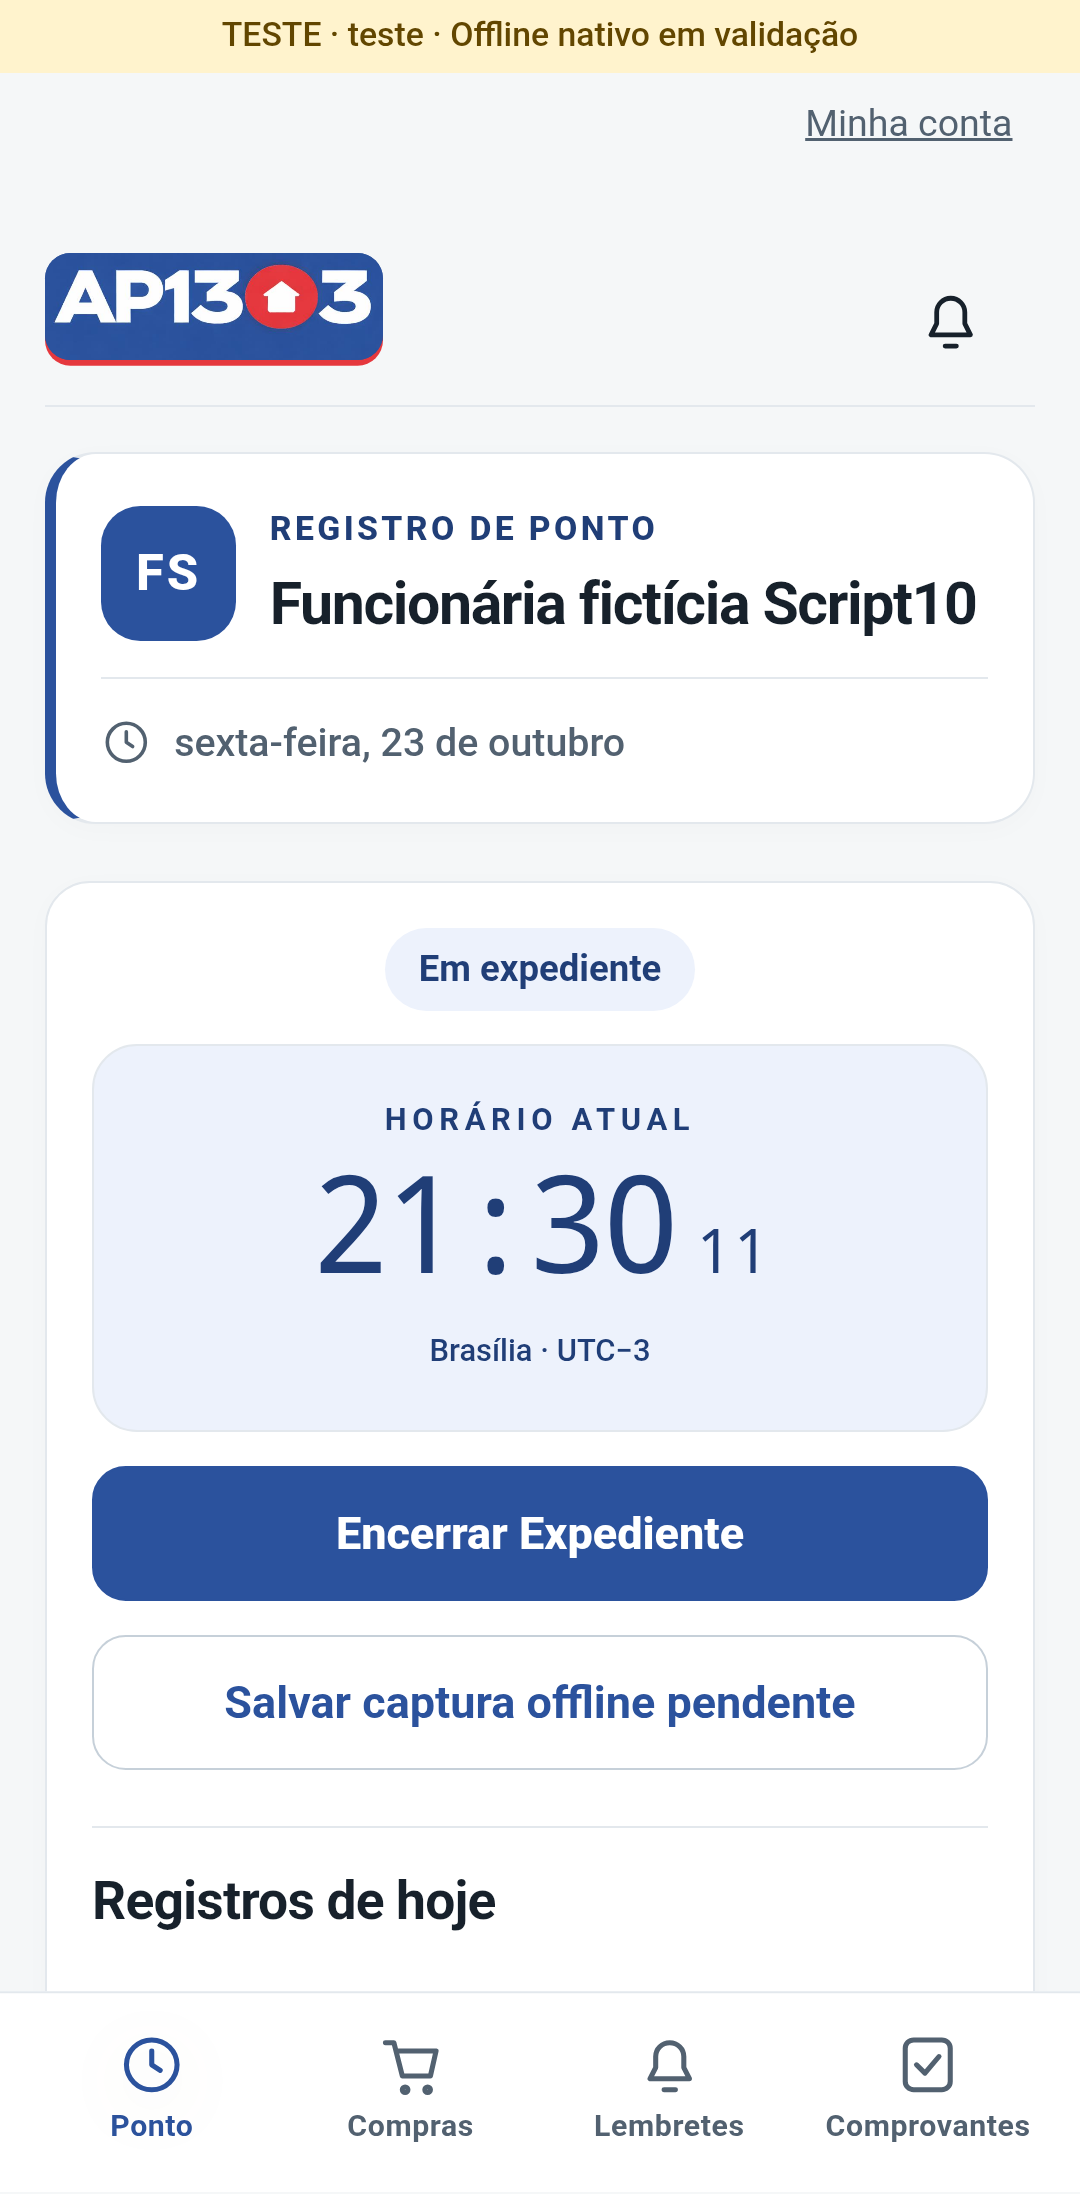 TESTE · teste · Offline nativo em validação
Minha conta
AP1303
FS
REGISTRO DE PONTO
Funcionária fictícia Script10
sexta-feira, 23 de outubro
Em expediente
HORÁRIO ATUAL
21:30 11
Brasília · UTC−3
Encerrar Expediente
Salvar captura offline pendente
Registros de hoje
Ponto
Compras
Lembretes
Comprovantes